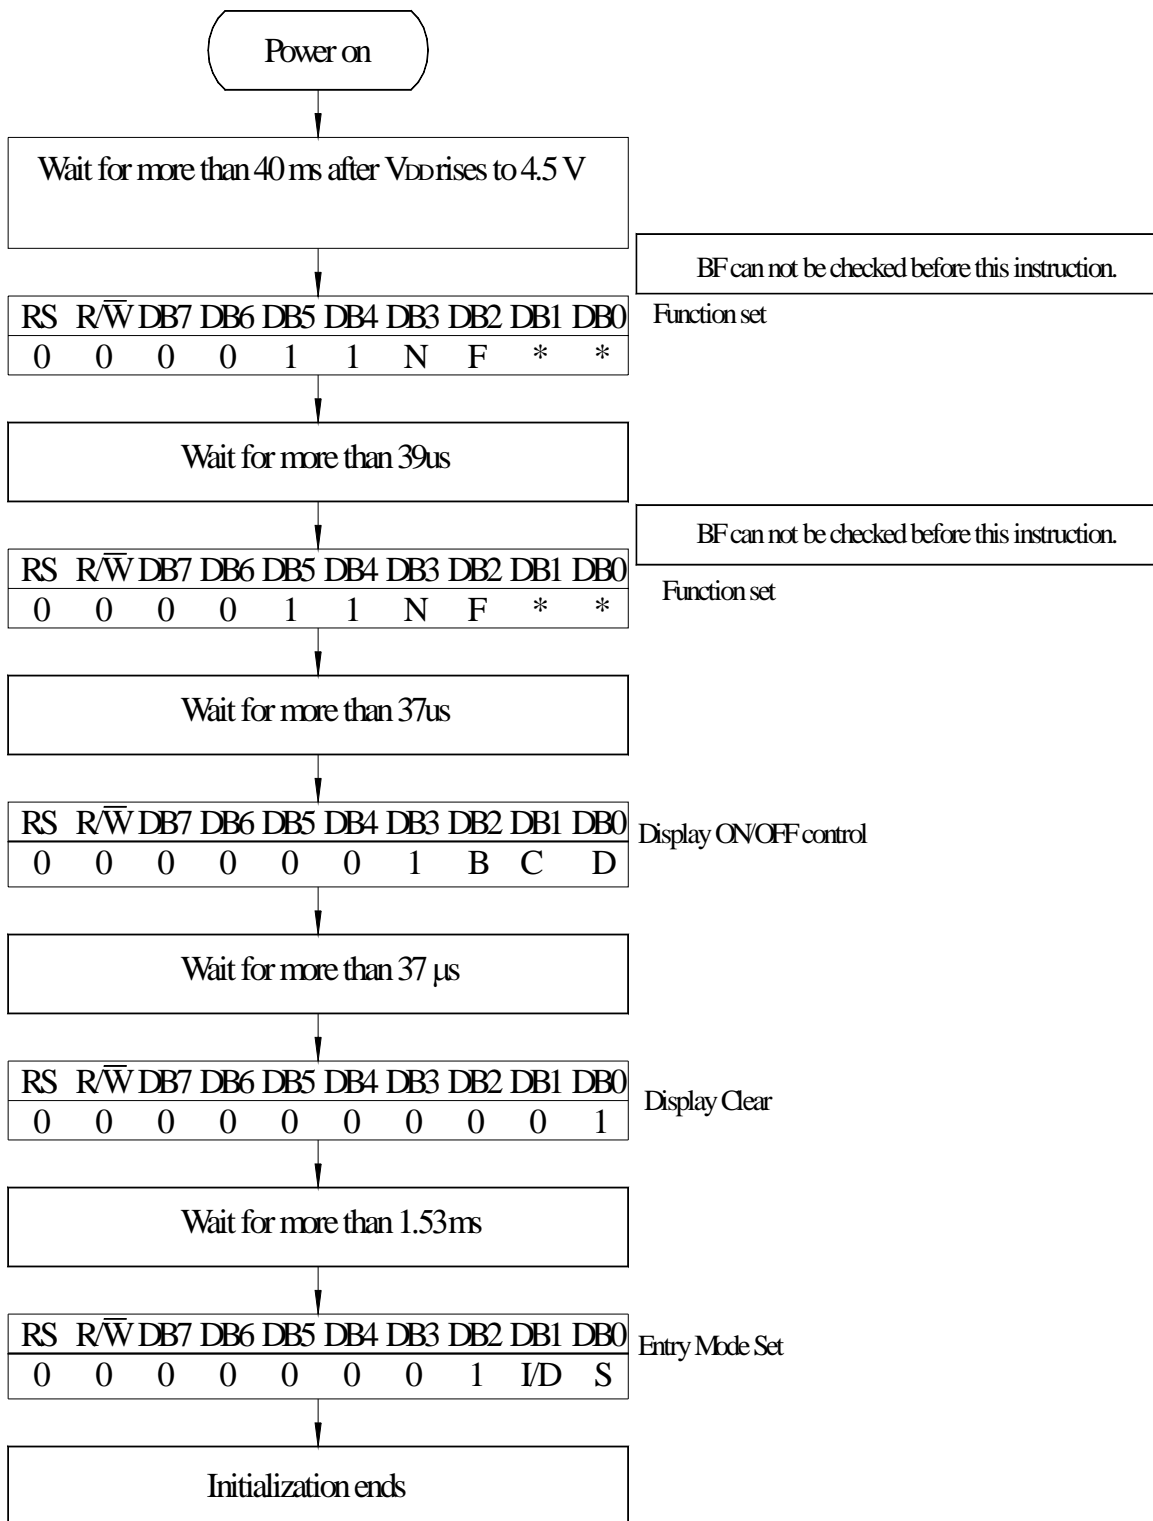 Power on
Wait for more than 40 ms after VDD rises to 4.5 V
BF can not be checked before this instruction.
RS R/W̅ DB7 DB6 DB5 DB4 DB3 DB2 DB1 DB0
Function set
0 0 0 0 1 1 N F * *
Wait for more than 39us
BF can not be checked before this instruction.
RS R/W̅ DB7 DB6 DB5 DB4 DB3 DB2 DB1 DB0
Function set
0 0 0 0 1 1 N F * *
Wait for more than 37us
RS R/W̅ DB7 DB6 DB5 DB4 DB3 DB2 DB1 DB0
Display ON/OFF control
0 0 0 0 0 0 1 B C D
Wait for more than 37 μs
RS R/W̅ DB7 DB6 DB5 DB4 DB3 DB2 DB1 DB0
Display Clear
0 0 0 0 0 0 0 0 0 1
Wait for more than 1.53ms
RS R/W̅ DB7 DB6 DB5 DB4 DB3 DB2 DB1 DB0
Entry Mode Set
0 0 0 0 0 0 0 1 I/D S
Initialization ends